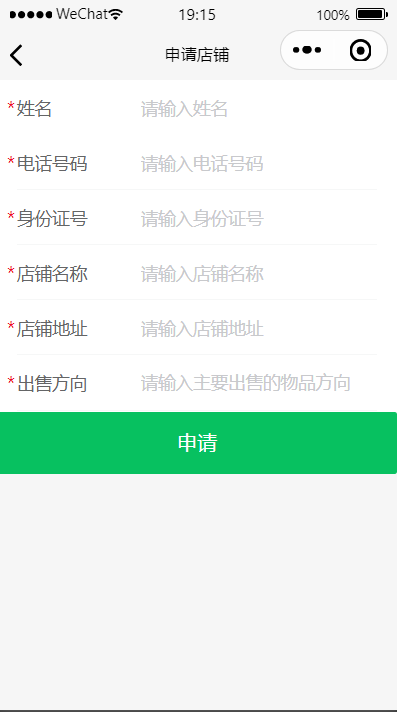 WeChat 19:15 100%
申请店铺
*姓名 请输入姓名
*电话号码 请输入电话号码
*身份证号 请输入身份证号
*店铺名称 请输入店铺名称
*店铺地址 请输入店铺地址
*出售方向 请输入主要出售的物品方向
申请